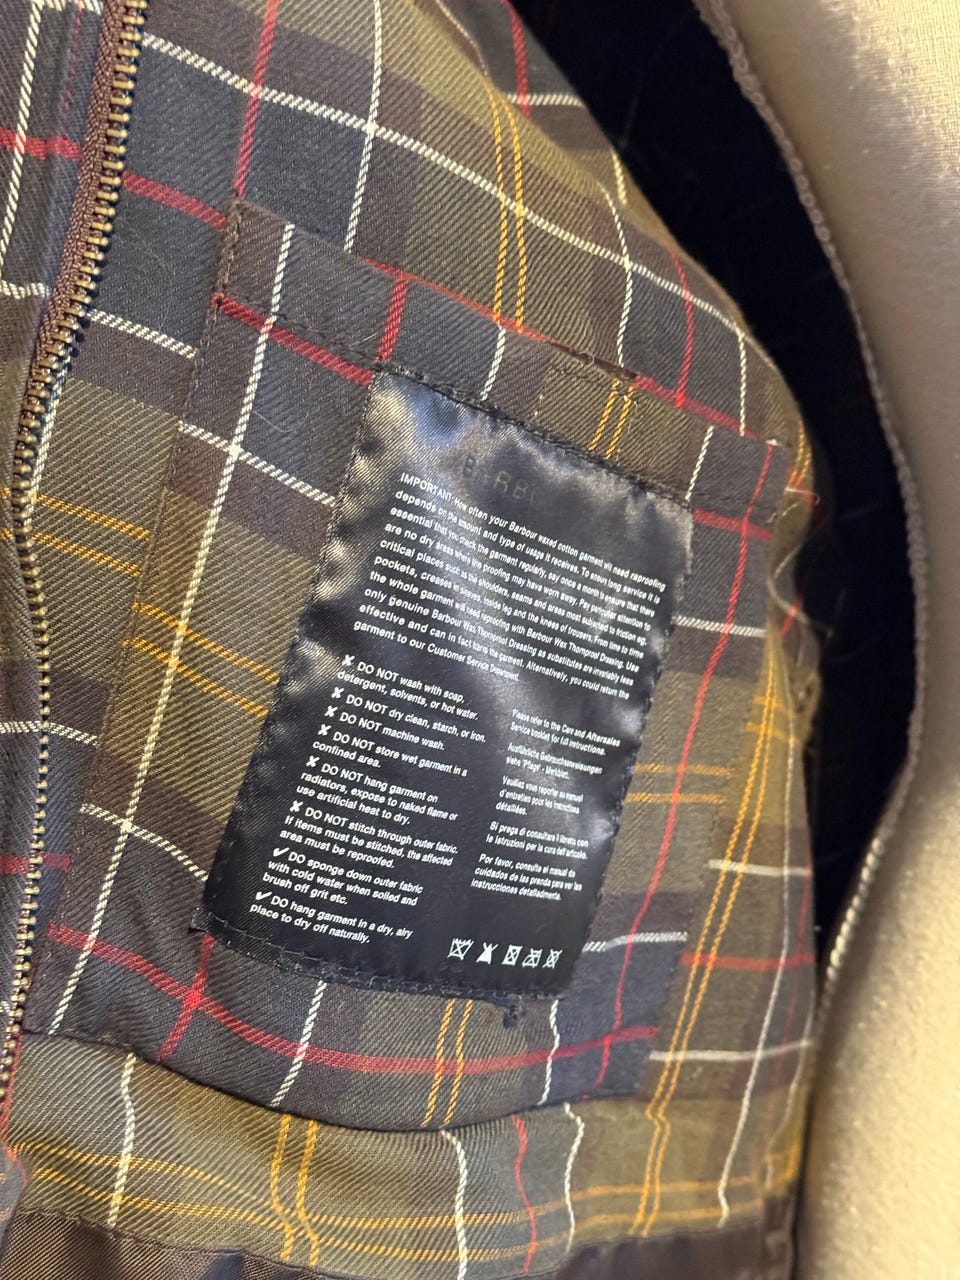 IMPORTANT: How often your Barbour waxed cotton garment will need reproofing
depends on the amount and type of usage it receives. To ensure long service it is
essential that you check the garment regularly, say once a month to ensure that there
are no dry areas where the proofing may have worn away. Pay particular attention to
critical places such as the shoulders, seams and areas most subjected to friction eg.
pockets, creases in sleeves, inside leg and the knees of trousers. From time to time
the whole garment will need reproofing with Barbour Wax Thornproof Dressing. Use
only genuine Barbour Wax Thornproof Dressing as substitutes are invariably less
effective and can in fact harm the garment. Alternatively, you could return the
garment to our Customer Service Department.
✘ DO NOT wash with soap,
detergent, solvents, or hot water.
✘ DO NOT dry clean, starch, or iron.
✘ DO NOT machine wash.
✘ DO NOT store wet garment in a
confined area.
✘ DO NOT hang garment on
radiators, expose to naked flame or
use artificial heat to dry.
✘ DO NOT stitch through outer fabric.
If items must be stitched, the affected
area must be reproofed.
✔ DO sponge down outer fabric
with cold water when soiled and
brush off grit etc.
✔ DO hang garment in a dry, airy
place to dry off naturally.
Please refer to the Care and Aftersales
Service booklet for full instructions.
Ausführliche Gebrauchsanweisungen
siehe "Pflege" - Merkblatt.
Veuillez vous reporter au manuel
d'entretien pour les instructions
détaillées.
Si prega di consultare il libretto con
le istruzioni per la cura dell'articolo.
Por favor, consulte el manual de
cuidados de las prenda para ver las
instrucciones detalladmente.